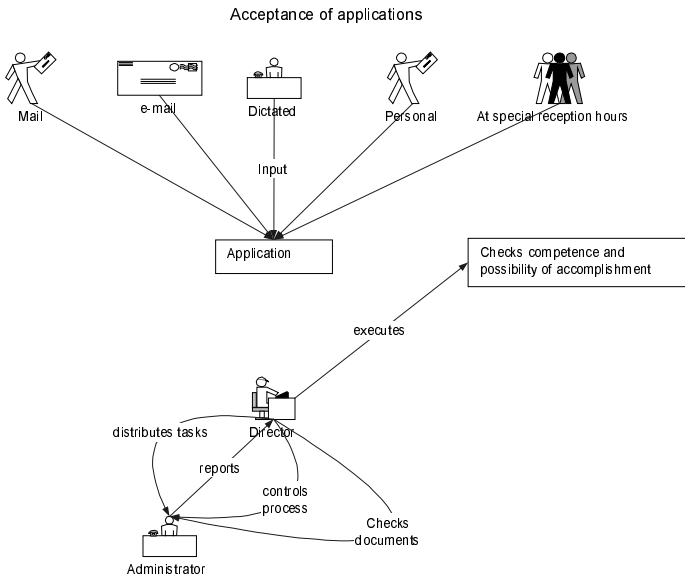 Acceptance of applications
Mail
e-mail
Dictated
Personal
At special reception hours
Input
Application
Checks competence and
possibility of accomplishment
executes
distributes tasks
Director
reports
controls
process
Checks
documents
Administrator